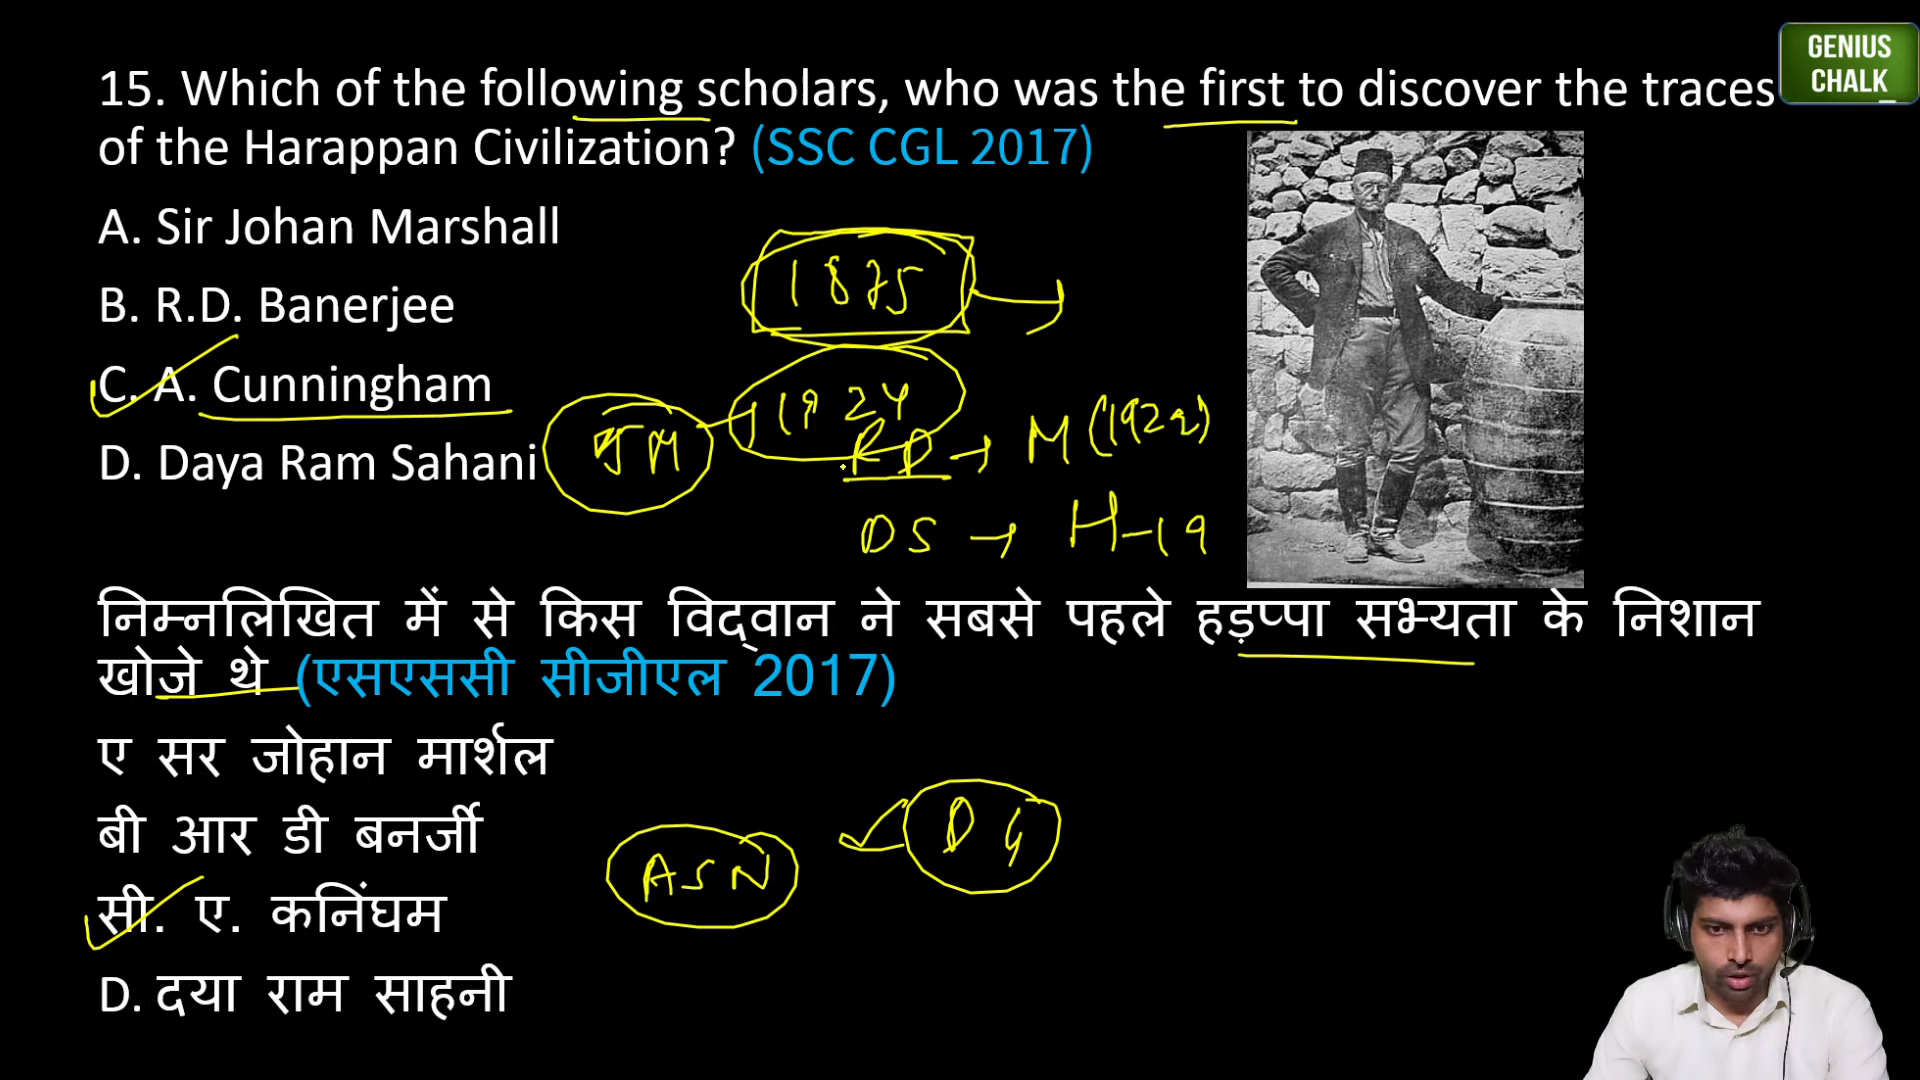 GENIUS
CHALK
15. Which of the following scholars, who was the first to discover the traces
of the Harappan Civilization? (SSC CGL 2017)
A. Sir Johan Marshall
B. R.D. Banerjee
C. A. Cunningham
D. Daya Ram Sahani
1875
1924
RD → M (1922)
DS → H-19
निम्नलिखित में से किस विद्वान ने सबसे पहले हड़प्पा सभ्यता के निशान
खोजे थे (एसएससी सीजीएल 2017)
ए सर जोहान मार्शल
बी आर डी बनर्जी
सी. ए. कनिंघम
D. दया राम साहनी
ASN